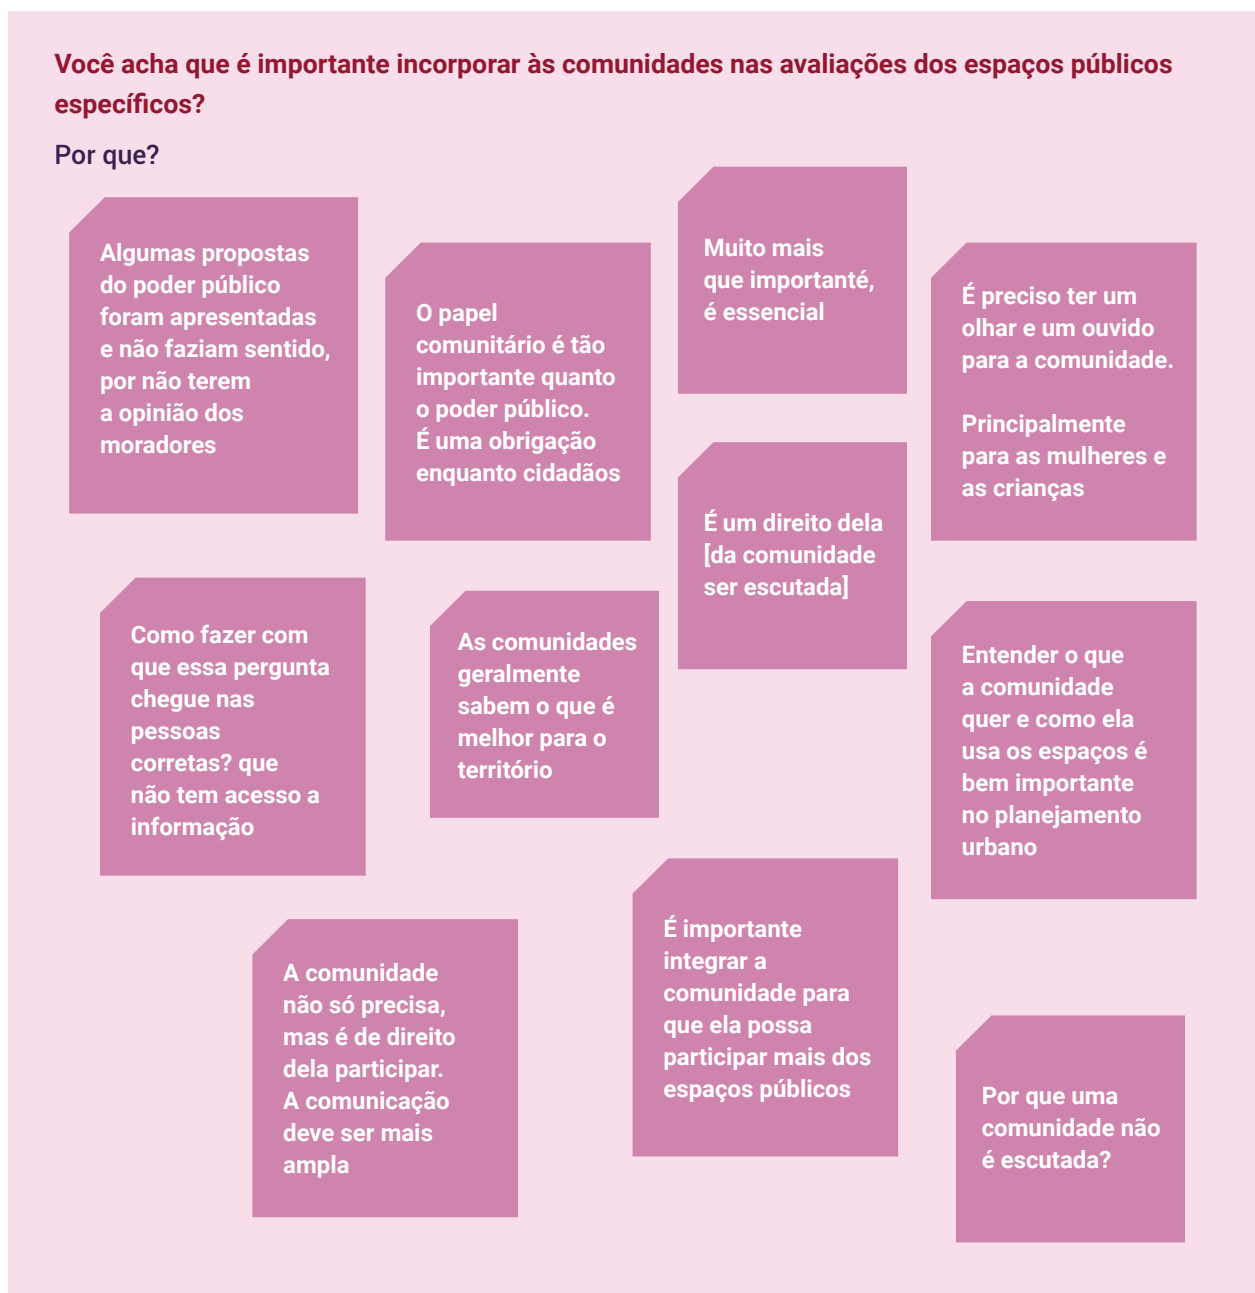 Você acha que é importante incorporar às comunidades nas avaliações dos espaços públicos
específicos?
Por que?
Algumas propostas
do poder público
foram apresentadas
e não faziam sentido,
por não terem
a opinião dos
moradores
O papel
comunitário é tão
importante quanto
o poder público.
É uma obrigação
enquanto cidadãos
Muito mais
que importanté,
é essencial
É preciso ter um
olhar e um ouvido
para a comunidade.
Principalmente
para as mulheres e
as crianças
É um direito dela
[da comunidade
ser escutada]
Como fazer com
que essa pergunta
chegue nas
pessoas
corretas? que
não tem acesso a
informação
As comunidades
geralmente
sabem o que é
melhor para o
território
Entender o que
a comunidade
quer e como ela
usa os espaços é
bem importante
no planejamento
urbano
A comunidade
não só precisa,
mas é de direito
dela participar.
A comunicação
deve ser mais
ampla
É importante
integrar a
comunidade para
que ela possa
participar mais dos
espaços públicos
Por que uma
comunidade não
é escutada?